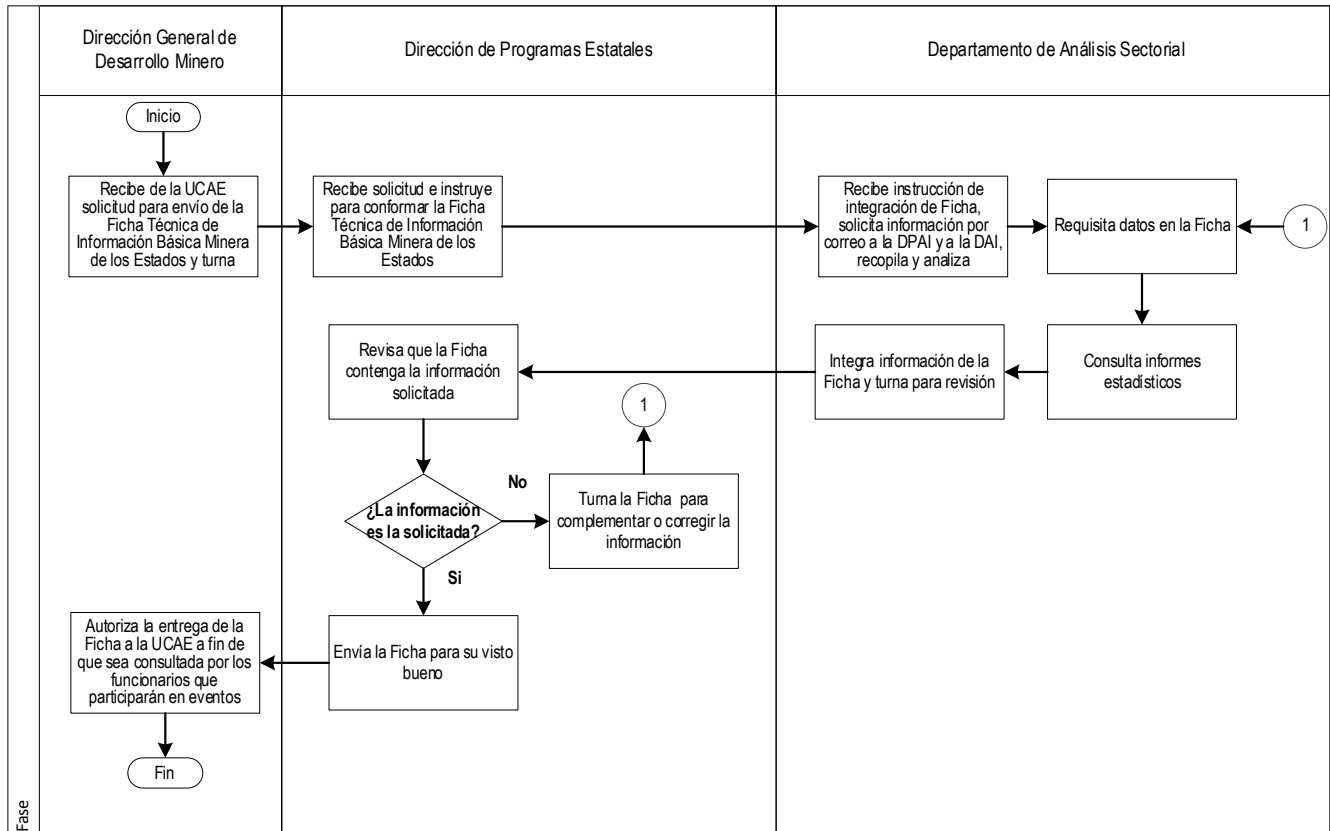 Dirección General de
Desarrollo Minero
Dirección de Programas Estatales
Departamento de Análisis Sectorial
Inicio
Recibe de la UCAE
solicitud para envío de la
Ficha Técnica de
Información Básica Minera
de los Estados y turna
Recibe solicitud e instruye
para conformar la Ficha
Técnica de Información
Básica Minera de los
Estados
Recibe instrucción de
integración de Ficha,
solicita información por
correo a la DPAI y a la DAI,
recopila y analiza
Requisita datos en la Ficha
1
Revisa que la Ficha
contenga la información
solicitada
Integra información de la
Ficha y turna para revisión
Consulta informes
estadísticos
1
¿La información
es la solicitada?
No
Turna la Ficha para
complementar o corregir la
información
Si
Autoriza la entrega de la
Ficha a la UCAE a fin de
que sea consultada por los
funcionarios que
participarán en eventos
Envía la Ficha para su visto
bueno
Fin
Fase